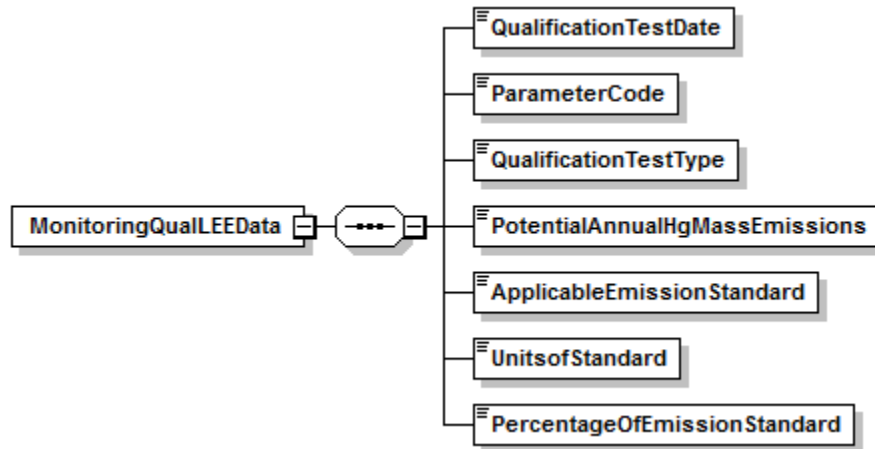 QualificationTestDate
ParameterCode
QualificationTestType
MonitoringQualLEEData
PotentialAnnualHgMassEmissions
ApplicableEmissionStandard
UnitsofStandard
PercentageOfEmissionStandard